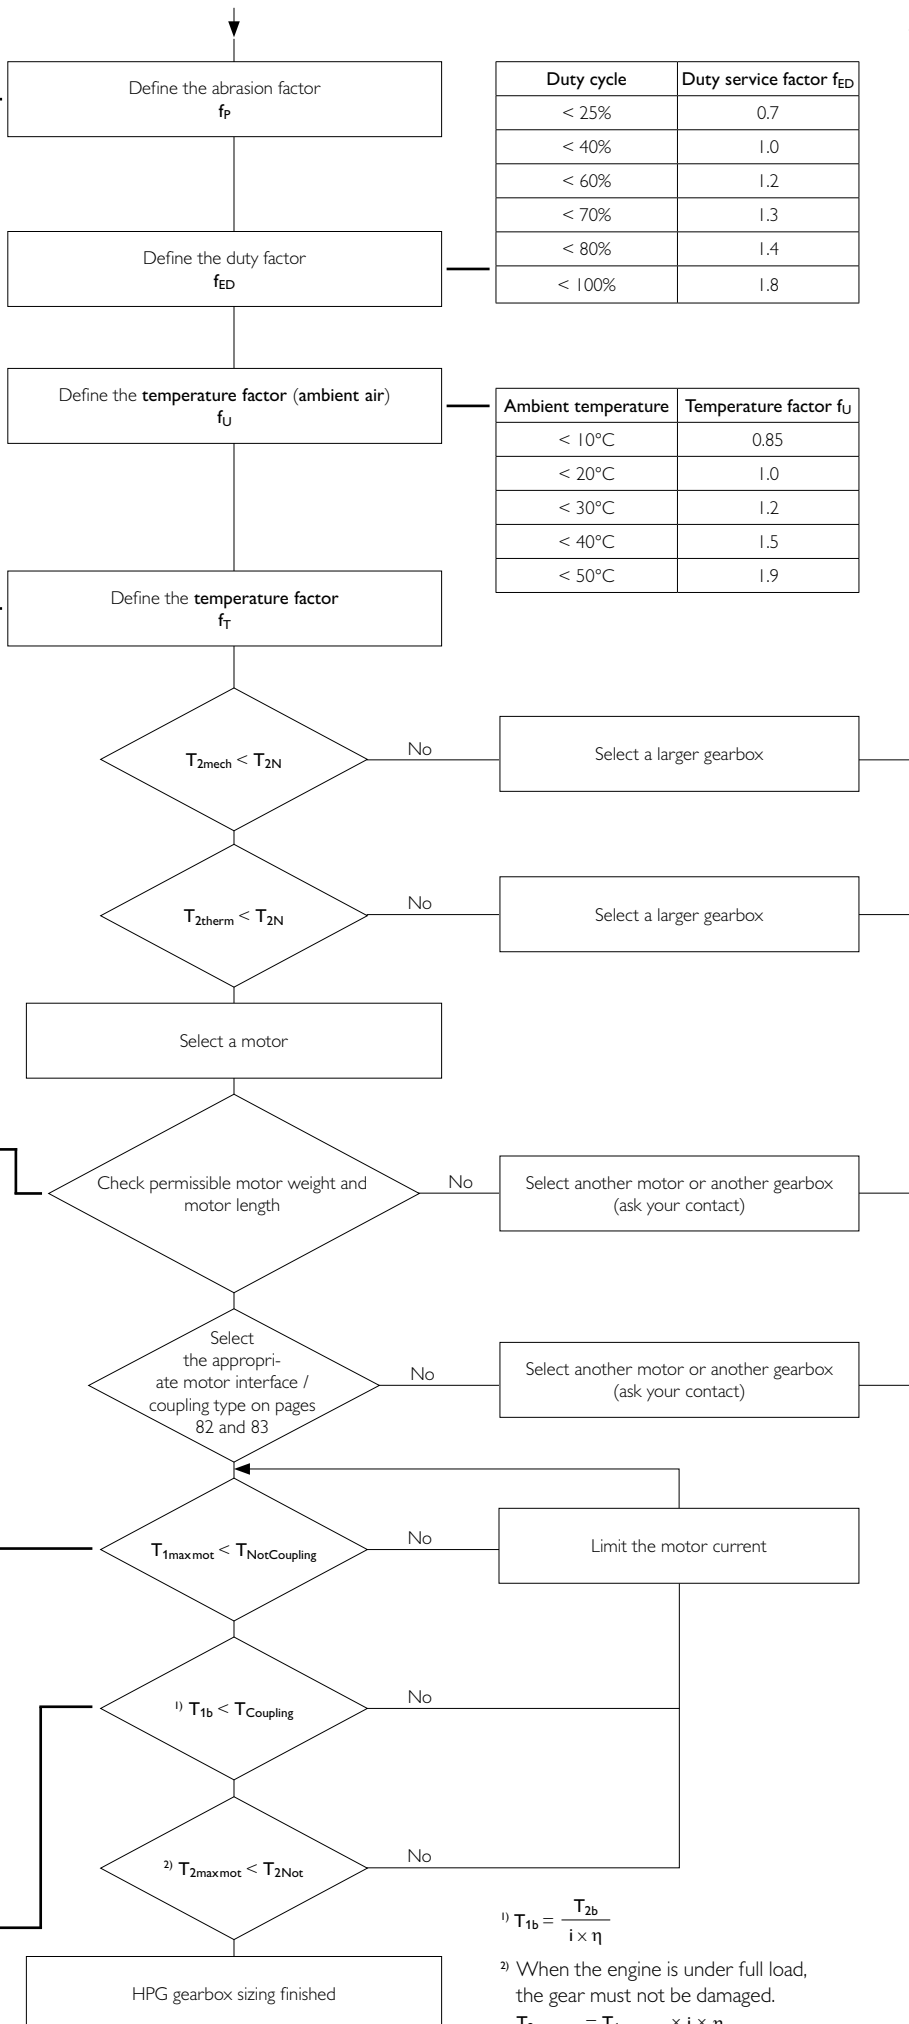 Define the abrasion factor
fP
Duty cycle Duty service factor fED
< 25% 0.7
< 40% 1.0
< 60% 1.2
< 70% 1.3
< 80% 1.4
< 100% 1.8
Define the duty factor
fED
Define the temperature factor (ambient air)
fU
Ambient temperature Temperature factor fU
< 10°C 0.85
< 20°C 1.0
< 30°C 1.2
< 40°C 1.5
< 50°C 1.9
Define the temperature factor
fT
T2mech < T2N
No
Select a larger gearbox
T2therm < T2N
No
Select a larger gearbox
Select a motor
Check permissible motor weight and
motor length
No
Select another motor or another gearbox
(ask your contact)
Select
the appropri-
ate motor interface /
coupling type on pages
82 and 83
No
Select another motor or another gearbox
(ask your contact)
T1maxmot < TNotCoupling
No
Limit the motor current
1) T1b < TCoupling
No
2) T2maxmot < T2Not
No
HPG gearbox sizing finished
1) T1b = T2b
i × η
2) When the engine is under full load,
the gear must not be damaged.
× i × η